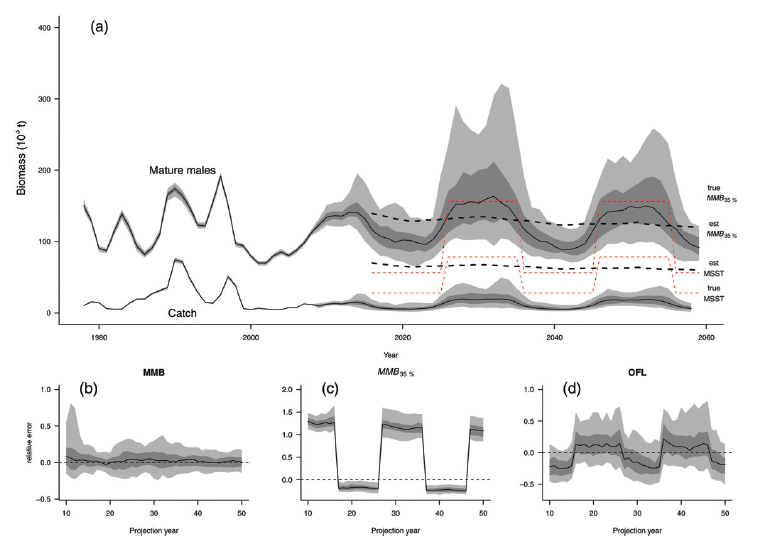 (a)
400
300
200
100
0
Biomass (10³ t)
Mature males
Catch
true
MMB35 %
est
MMB35 %
est
MSST
true
MSST
1980 2000 2020 2040 2060
Year
(b) MMB
1.0
0.5
0.0
−0.5
relative error
10 20 30 40 50
Projection year
(c) MMB35 %
2.0
1.5
1.0
0.5
0.0
10 20 30 40 50
Projection year
(d) OFL
1.0
0.5
0.0
−0.5
10 20 30 40 50
Projection year